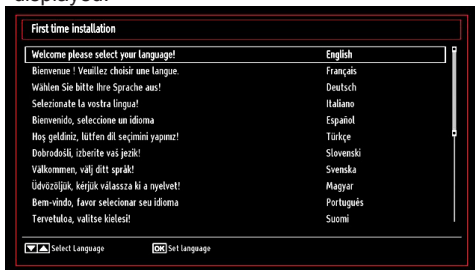 displayed.
First time installation
Welcome please select your language! English
Bienvenue ! Veuillez choisir une langue. Français
Wählen Sie bitte Ihre Sprache aus! Deutsch
Selezionate la vostra lingua! Italiano
Bienvenido, seleccione un idioma Español
Hoş geldiniz, lütfen dil seçimini yapınız! Türkçe
Dobrodošli, izberite vaš jezik! Slovenski
Välkommen, välj ditt språk! Svenska
Üdvözöljük, kérjük válassza ki a nyelvet! Magyar
Bem-vindo, favor selecionar seu idioma Português
Tervetuloa, valitse kielesi! Suomi
Select Language OK Set language